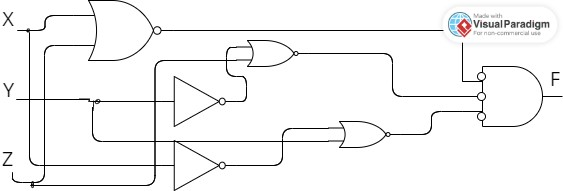 X
Made with
Visual Paradigm
For non-commercial use
Y
F
Z